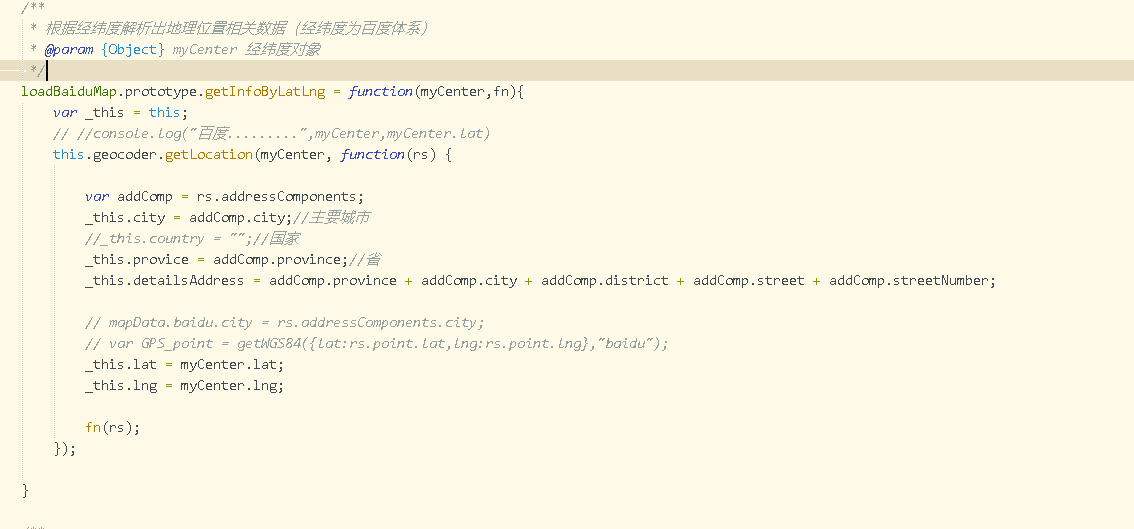 /**
 * 根据经纬度解析出地理位置相关数据（经纬度为百度体系）
 * @param {Object} myCenter 经纬度对象
 */
loadBaiduMap.prototype.getInfoByLatLng = function(myCenter,fn){
    var _this = this;
    // //console.log("百度.........",myCenter,myCenter.lat)
    this.geocoder.getLocation(myCenter, function(rs) {
        var addComp = rs.addressComponents;
        _this.city = addComp.city;//主要城市
        //_this.country = "";//国家
        _this.provice = addComp.province;//省
        _this.detailsAddress = addComp.province + addComp.city + addComp.district + addComp.street + addComp.streetNumber;
        // mapData.baidu.city = rs.addressComponents.city;
        // var GPS_point = getWGS84({lat:rs.point.lat,lng:rs.point.lng},"baidu");
        _this.lat = myCenter.lat;
        _this.lng = myCenter.lng;
        fn(rs);
    });
}
/**